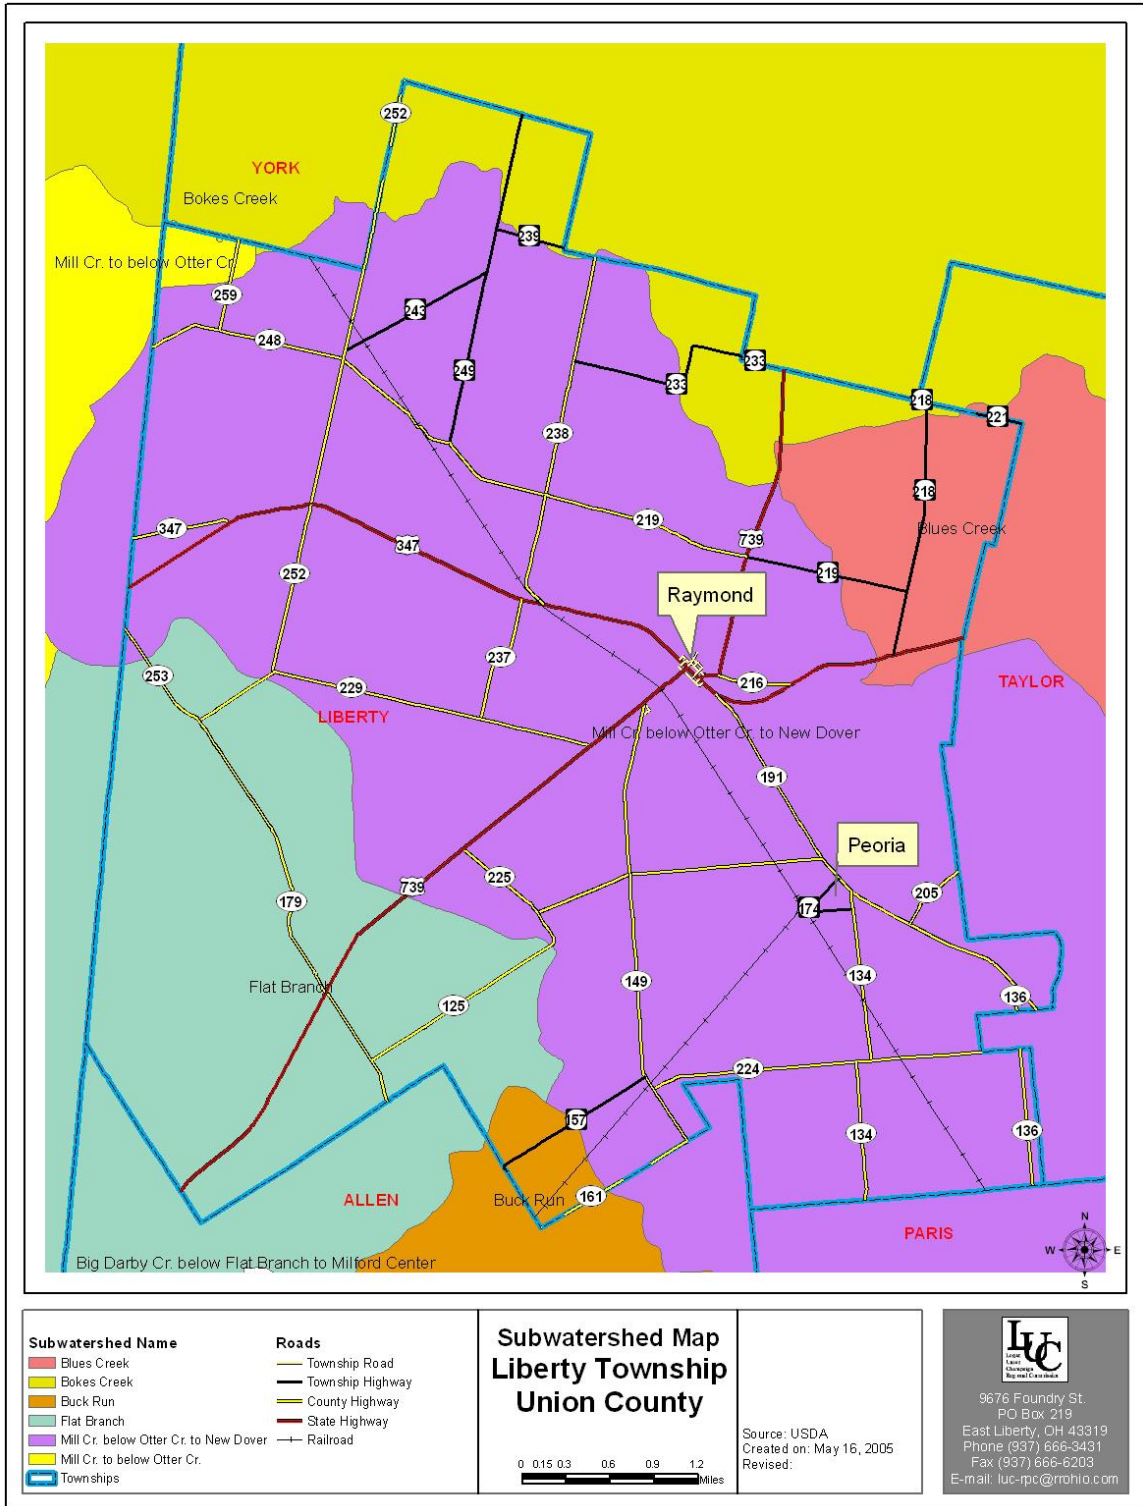 252
YORK
Bokes Creek
239
Mill Cr. to below Otter Cr.
259
243
248
249
233
233
218
221
238
218
219
347
739
Blues Creek
347
252
219
Raymond
237
253
216
229
TAYLOR
LIBERTY
Mill Cr. below Otter Cr. to New Dover
191
Peoria
225
739
205
179
174
134
149
Flat Branch
136
125
224
157
134
136
ALLEN
Buck Run
161
PARIS
N
W
E
S
Big Darby Cr. below Flat Branch to Milford Center
Subwatershed Name
Blues Creek
Bokes Creek
Buck Run
Flat Branch
Mill Cr. below Otter Cr. to New Dover
Mill Cr. to below Otter Cr.
Townships
Roads
Township Road
Township Highway
County Highway
State Highway
Railroad
Subwatershed Map
Liberty Township
Union County
0 0.15 0.3 0.6 0.9 1.2
Miles
Source: USDA
Created on: May 16, 2005
Revised:
LUC
Logan
Union
Champaign
Regional Commission
9676 Foundry St.
PO Box 219
East Liberty, OH 43319
Phone (937) 666-3431
Fax (937) 666-6203
E-mail: luc-rpc@rrohio.com